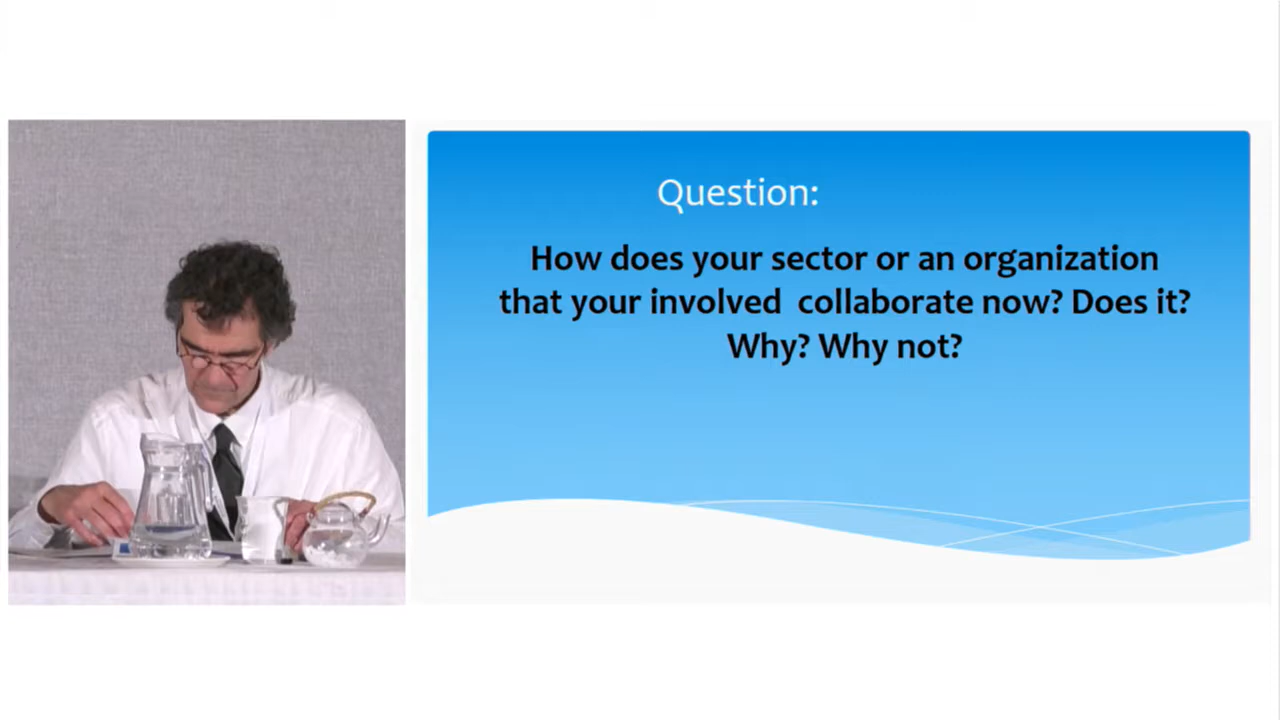 Question:
How does your sector or an organization
that your involved  collaborate now? Does it?
Why? Why not?